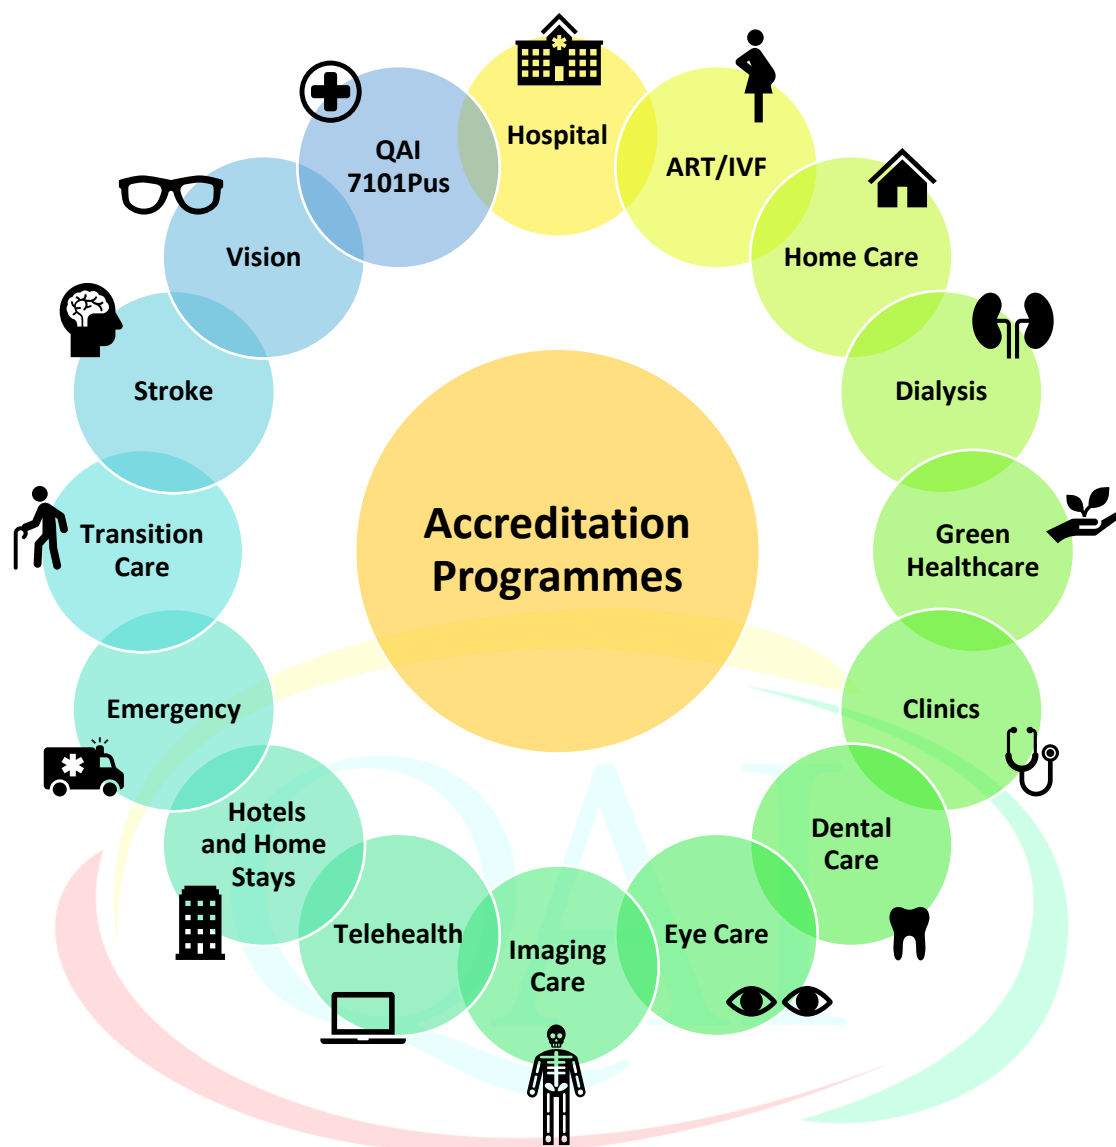 Hospital
ART/IVF
Home Care
Dialysis
Green
Healthcare
Clinics
Dental
Care
Eye Care
Imaging
Care
Telehealth
Hotels
and Home
Stays
Emergency
Transition
Care
Stroke
Vision
QAI
7101Pus
Accreditation
Programmes
QAI